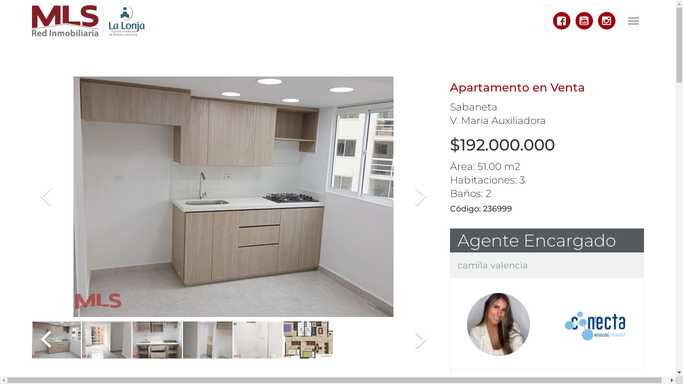 MLS
Red Inmobiliaria
La Lonja
Apartamento en Venta
Sabaneta
V. Maria Auxiliadora
$192.000.000
Área: 51.00 m2
Habitaciones: 3
Baños: 2
Código: 236999
MLS
Agente Encargado
camila valencia
conecta